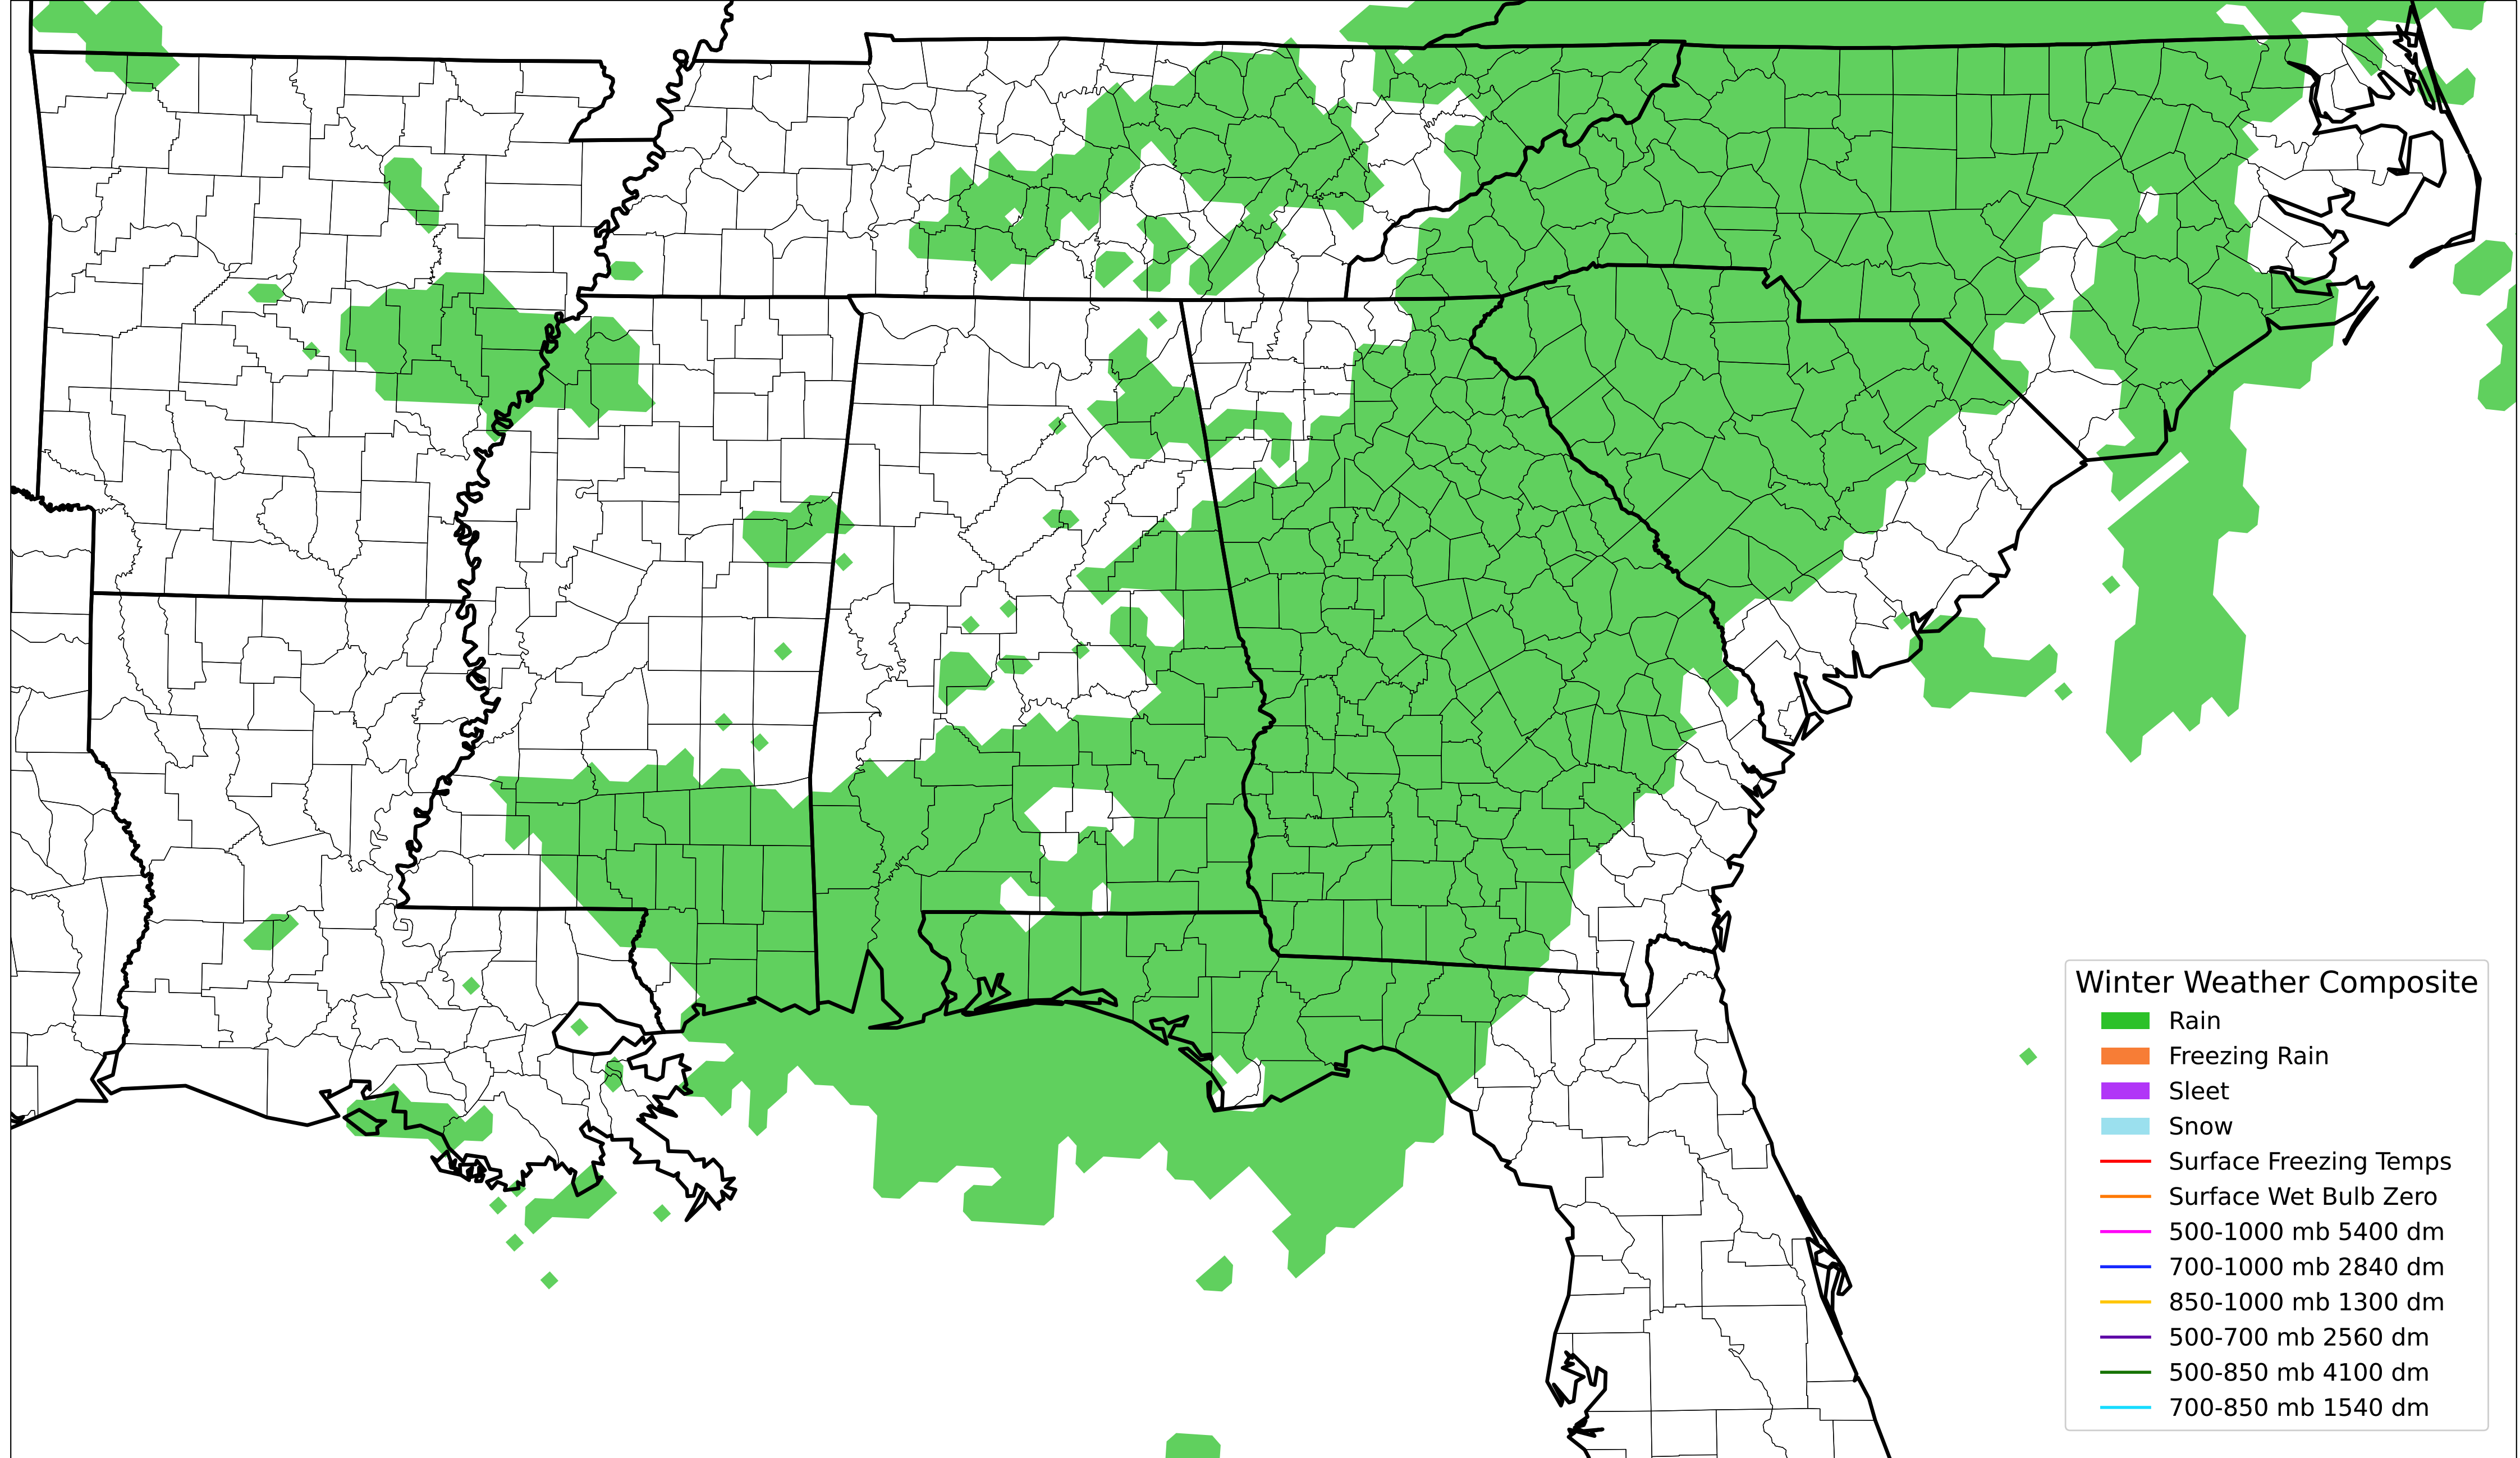 Winter Weather Composite
Rain
Freezing Rain
Sleet
Snow
Surface Freezing Temps
Surface Wet Bulb Zero
500-1000 mb 5400 dm
700-1000 mb 2840 dm
850-1000 mb 1300 dm
500-700 mb 2560 dm
500-850 mb 4100 dm
700-850 mb 1540 dm